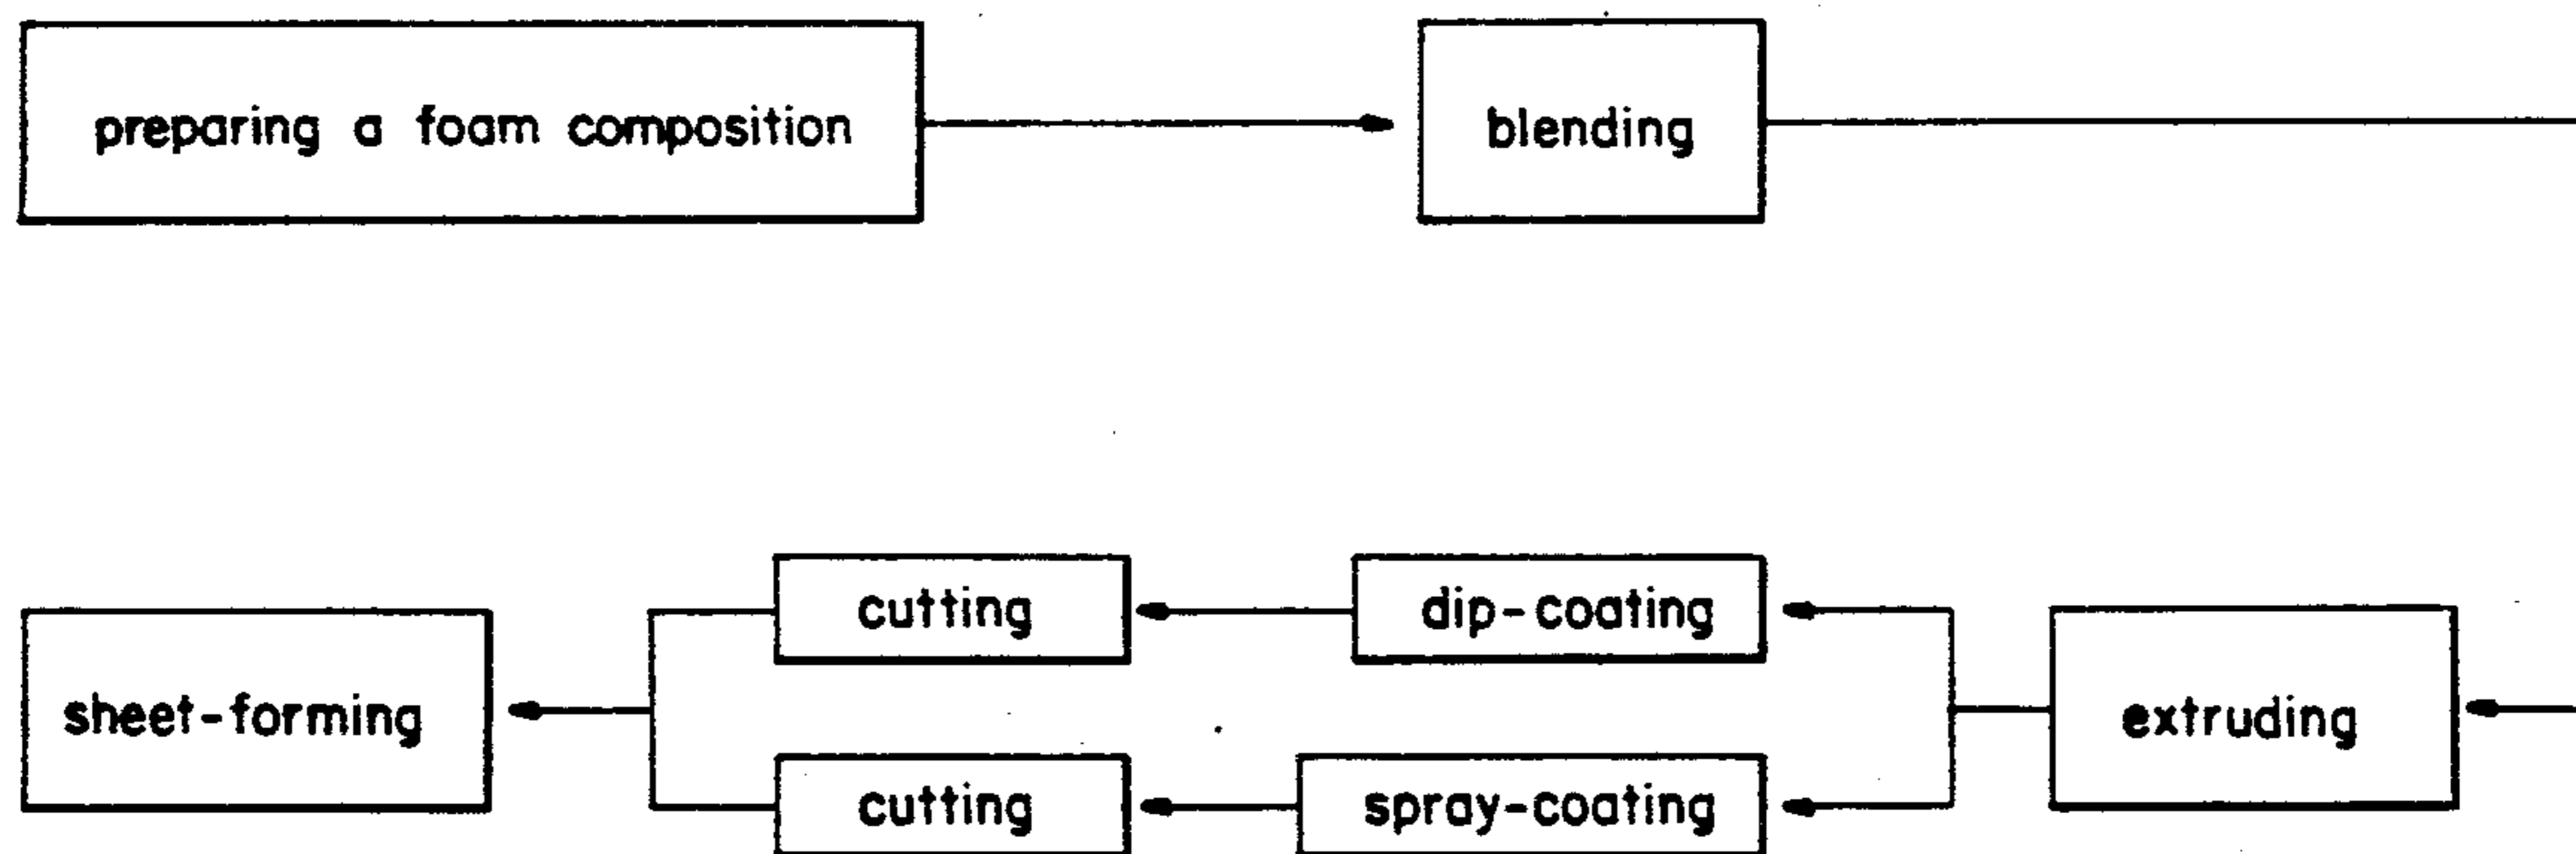 preparing a foam composition
blending
extruding
dip-coating
cutting
spray-coating
cutting
sheet-forming